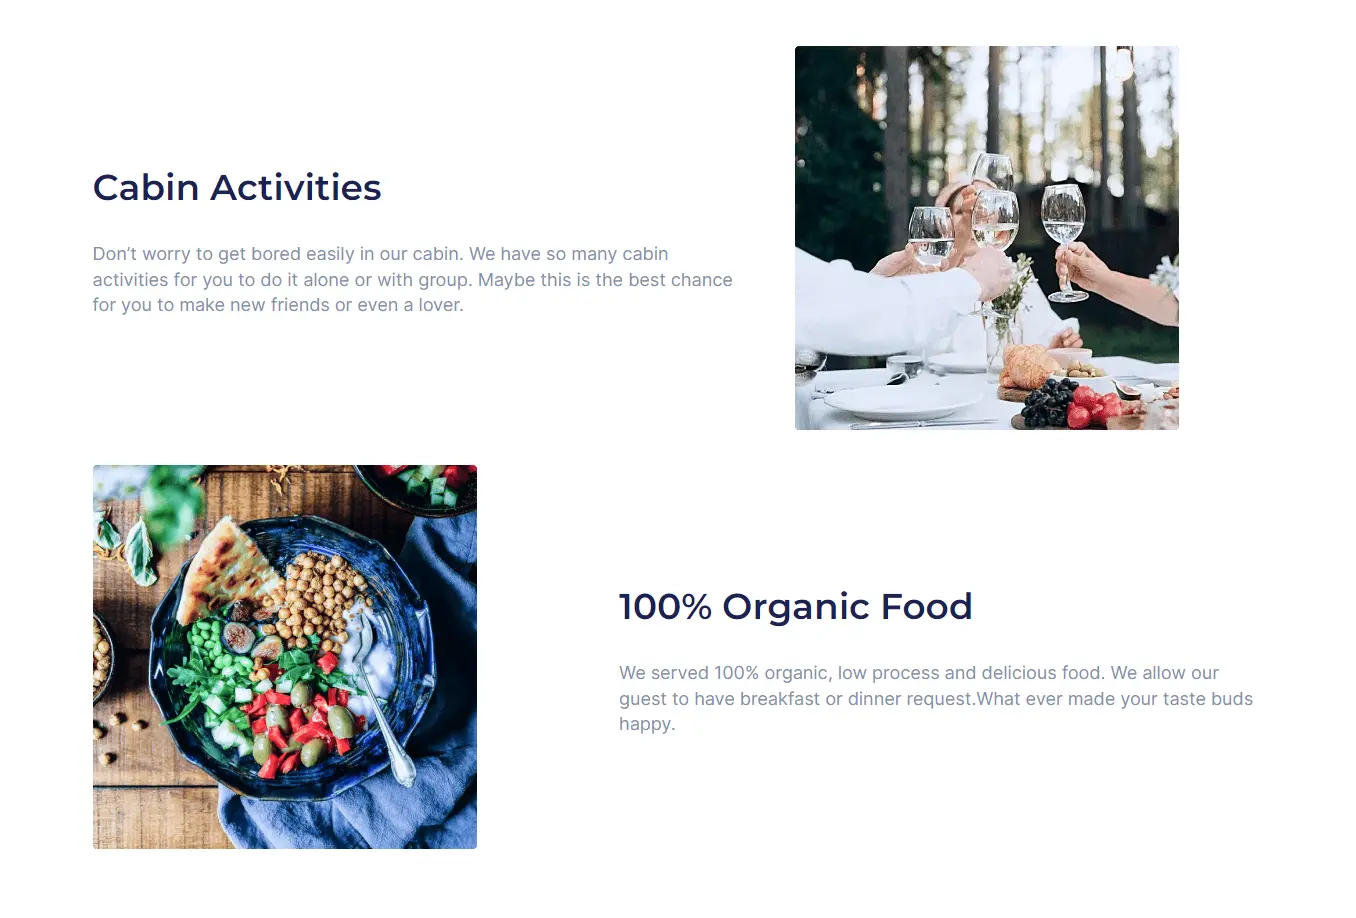 Cabin Activities
Don’t worry to get bored easily in our cabin. We have so many cabin
activities for you to do it alone or with group. Maybe this is the best chance
for you to make new friends or even a lover.
100% Organic Food
We served 100% organic, low process and delicious food. We allow our
guest to have breakfast or dinner request.What ever made your taste buds
happy.